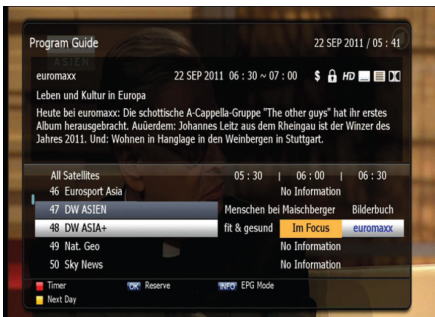 Program Guide 22 SEP 2011 / 05 : 41
ASIEN
euromaxx 22 SEP 2011 06 : 30 ~ 07 : 00 $ HD
Leben und Kultur in Europa
Heute bei euromaxx: Die schottische A-Cappella-Gruppe "The other guys" hat ihr erstes
Album herausgebracht. Auüerdem: Johannes Leitz aus dem Rheingau ist der Winzer des
Jahres 2011. Und: Wohnen in Hanglage in den Weinbergen in Stuttgart.
All Satellites 05 : 30 | 06 : 00 | 06 : 30
46 Eurosport Asia No Information
47 DW ASIEN Menschen bei Maischberger Bilderbuch
48 DW ASIA+ fit & gesund Im Focus euromaxx
49 Nat. Geo No Information
50 Sky News No Information
Timer OK Reserve INFO EPG Mode
Next Day